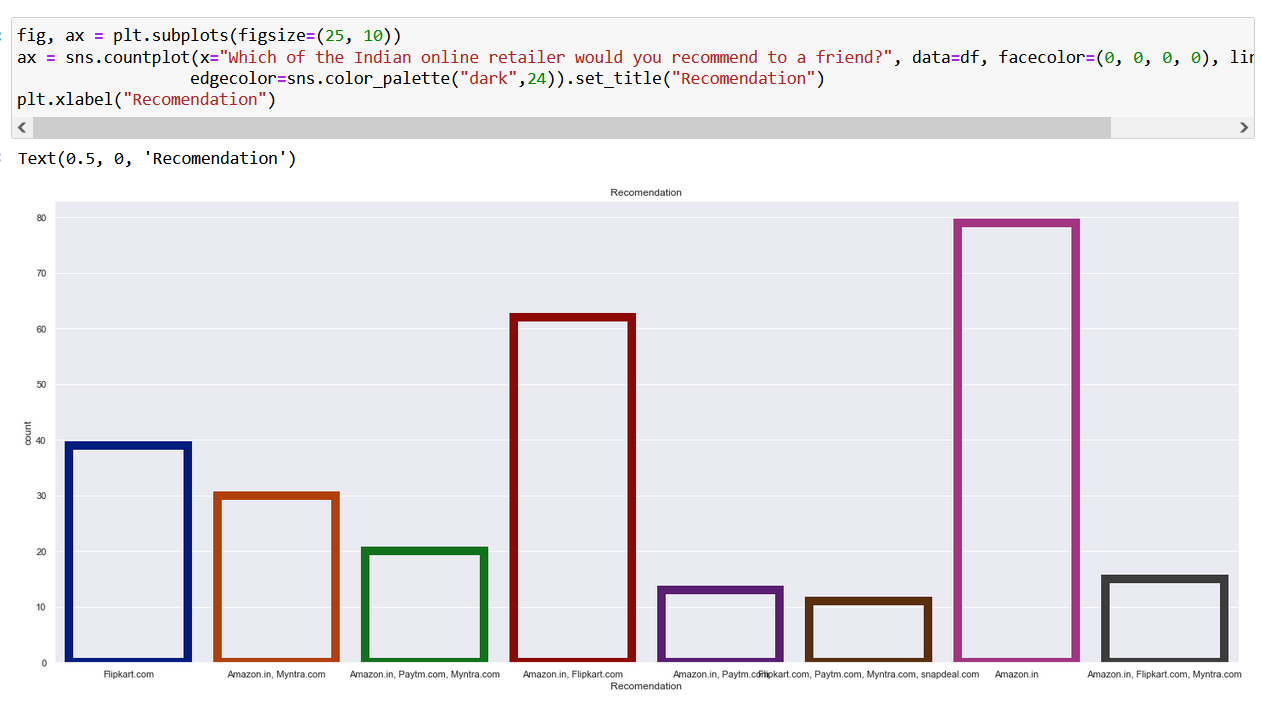 fig, ax = plt.subplots(figsize=(25, 10))
ax = sns.countplot(x="Which of the Indian online retailer would you recommend to a friend?", data=df, facecolor=(0, 0, 0, 0), lin
edgecolor=sns.color_palette("dark",24)).set_title("Recomendation")
plt.xlabel("Recomendation")
Text(0.5, 0, 'Recomendation')
Recomendation
80
70
60
50
40
30
20
10
0
count
Flipkart.com
Amazon.in, Myntra.com
Amazon.in, Paytm.com, Myntra.com
Amazon.in, Flipkart.com
Amazon.in, Paytm.com
Flipkart.com, Paytm.com, Myntra.com, snapdeal.com
Amazon.in
Amazon.in, Flipkart.com, Myntra.com
Recomendation